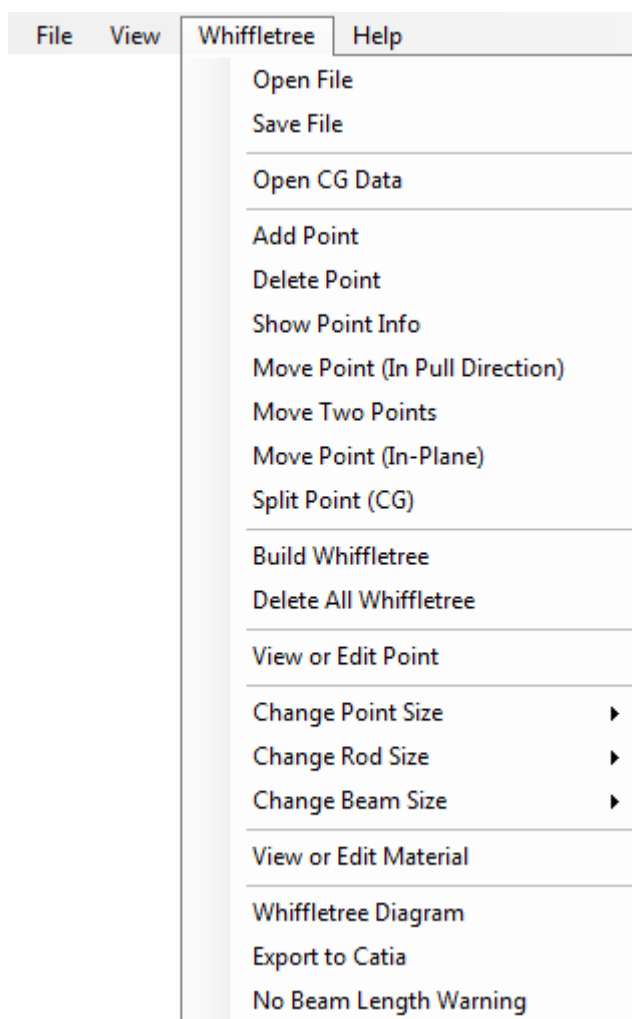 File View Whiffletree Help
Open File
Save File
Open CG Data
Add Point
Delete Point
Show Point Info
Move Point (In Pull Direction)
Move Two Points
Move Point (In-Plane)
Split Point (CG)
Build Whiffletree
Delete All Whiffletree
View or Edit Point
Change Point Size
Change Rod Size
Change Beam Size
View or Edit Material
Whiffletree Diagram
Export to Catia
No Beam Length Warning